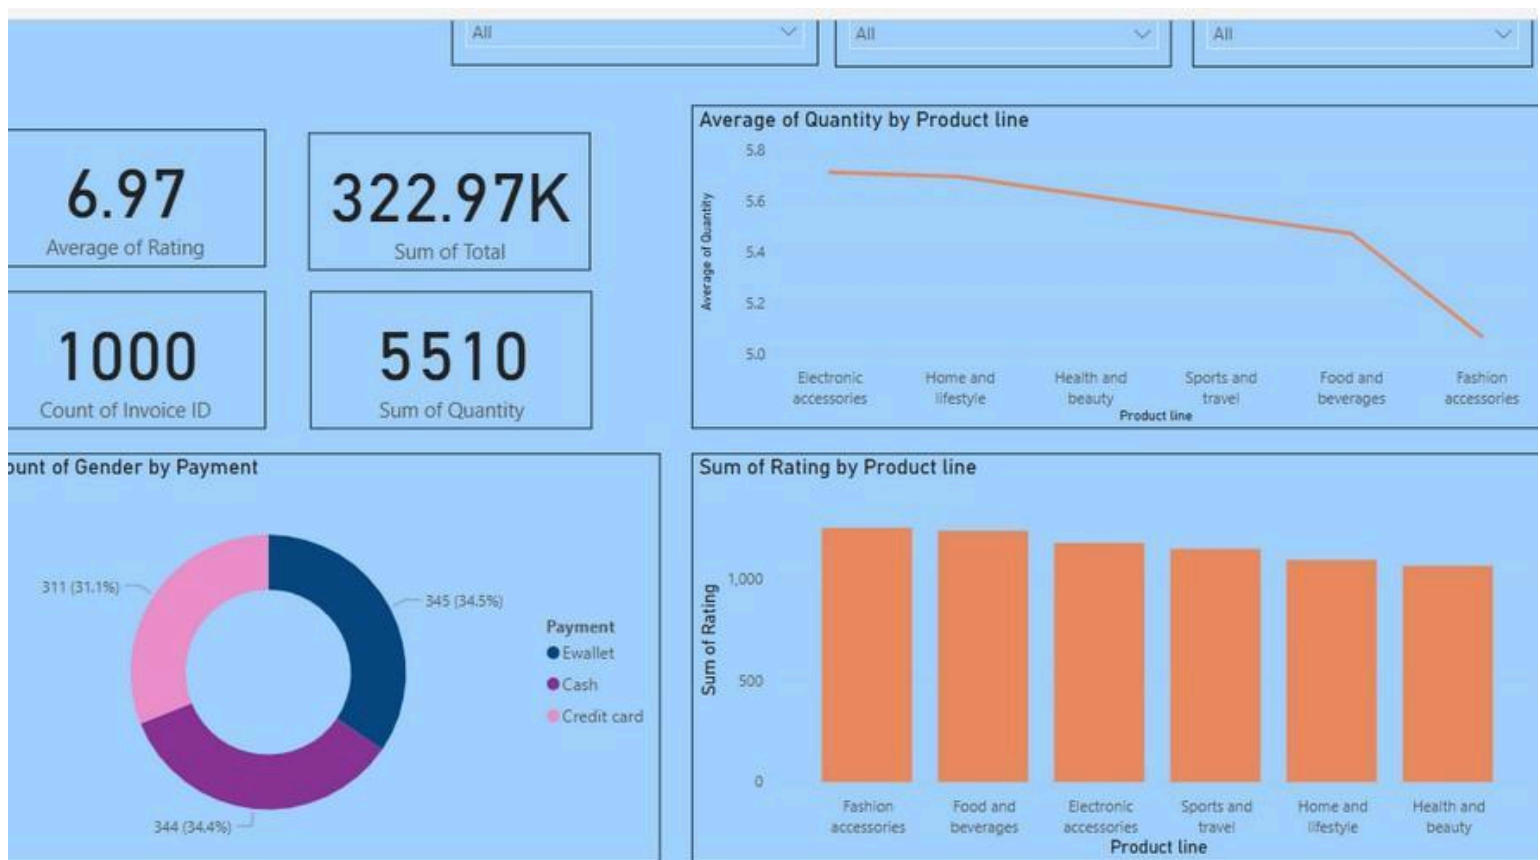 All
All
All
6.97
Average of Rating
322.97K
Sum of Total
1000
Count of Invoice ID
5510
Sum of Quantity
Average of Quantity by Product line
5.8
5.6
5.4
5.2
5.0
Average of Quantity
Electronic
accessories
Home and
lifestyle
Health and
beauty
Sports and
travel
Food and
beverages
Fashion
accessories
Product line
ount of Gender by Payment
311 (31.1%)
345 (34.5%)
344 (34.4%)
Payment
Ewallet
Cash
Credit card
Sum of Rating by Product line
1,000
500
0
Sum of Rating
Fashion
accessories
Food and
beverages
Electronic
accessories
Sports and
travel
Home and
lifestyle
Health and
beauty
Product line